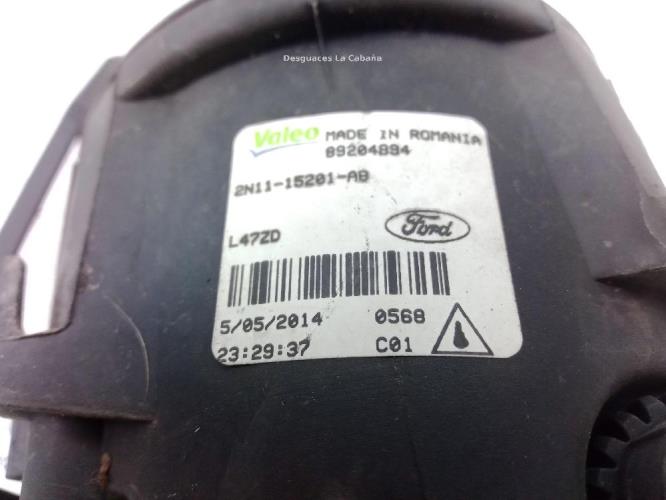 Desguaces La Cabaña
Valeo MADE IN ROMANIA
89204894
2N11-15201-AB
L47ZD
Ford
5/05/2014 0568
23:29:37 C01